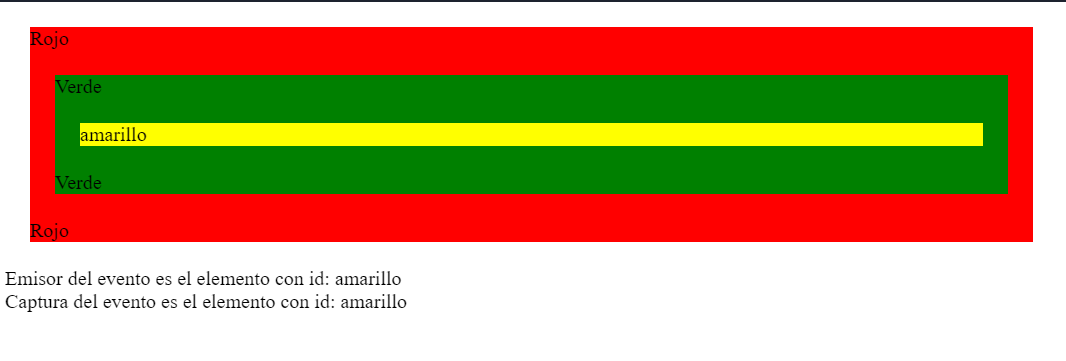 Rojo
Verde
amarillo
Verde
Rojo
Emisor del evento es el elemento con id: amarillo
Captura del evento es el elemento con id: amarillo